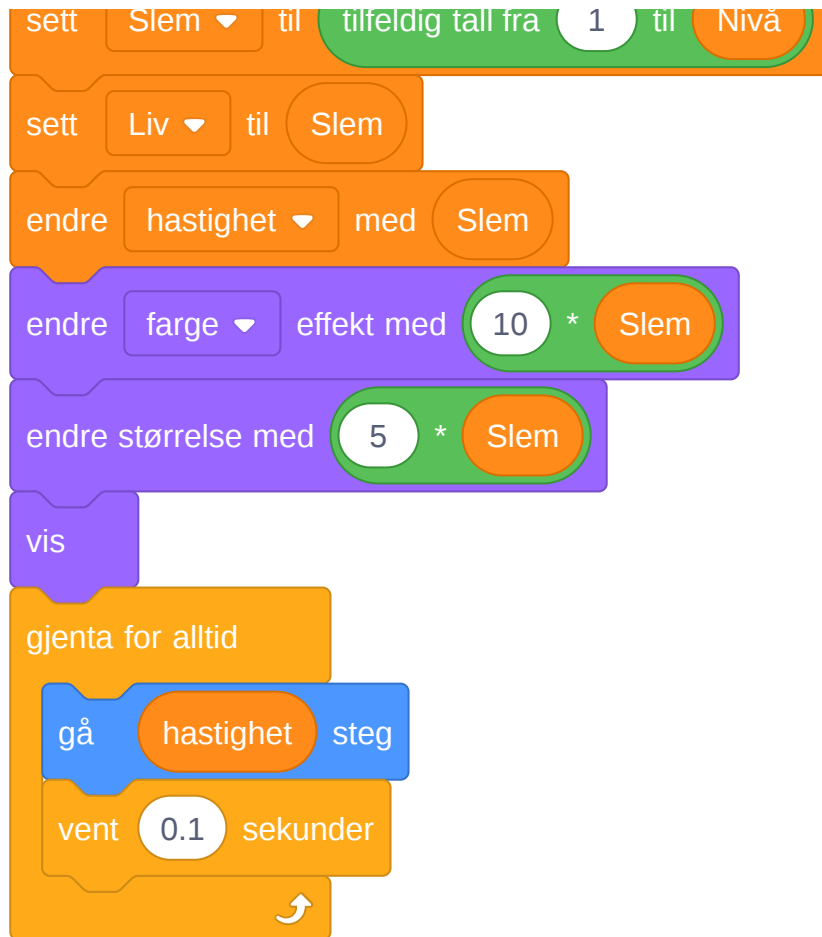 sett Slem til tilfeldig tall fra 1 til Nivå
sett Liv til Slem
endre hastighet med Slem
endre farge effekt med 10 * Slem
endre størrelse med 5 * Slem
vis
gjenta for alltid
gå hastighet steg
vent 0.1 sekunder